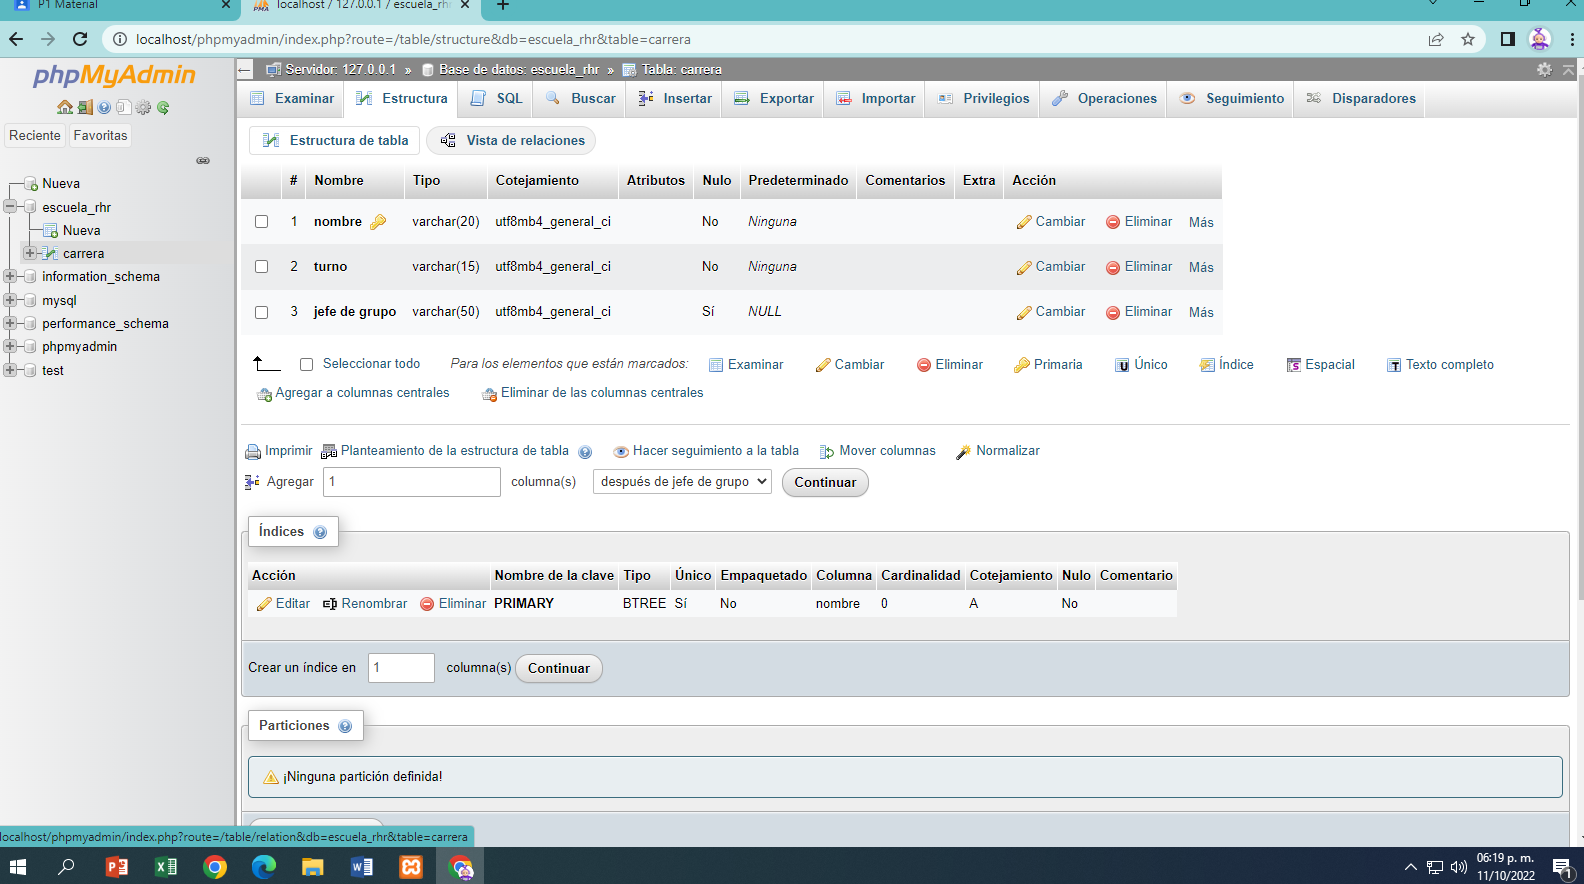 P1 Material
localhost / 127.0.0.1 / escuela_rhr
localhost/phpmyadmin/index.php?route=/table/structure&db=escuela_rhr&table=carrera
phpMyAdmin
Reciente Favoritas
Nueva
escuela_rhr
Nueva
carrera
information_schema
mysql
performance_schema
phpmyadmin
test
Servidor: 127.0.0.1 » Base de datos: escuela_rhr » Tabla: carrera
Examinar Estructura SQL Buscar Insertar Exportar Importar Privilegios Operaciones Seguimiento Disparadores
Estructura de tabla Vista de relaciones
# Nombre Tipo Cotejamiento Atributos Nulo Predeterminado Comentarios Extra Acción
1 nombre varchar(20) utf8mb4_general_ci No Ninguna Cambiar Eliminar Más
2 turno varchar(15) utf8mb4_general_ci No Ninguna Cambiar Eliminar Más
3 jefe de grupo varchar(50) utf8mb4_general_ci Sí NULL Cambiar Eliminar Más
Seleccionar todo Para los elementos que están marcados: Examinar Cambiar Eliminar Primaria Único Índice Espacial Texto completo
Agregar a columnas centrales Eliminar de las columnas centrales
Imprimir Planteamiento de la estructura de tabla Hacer seguimiento a la tabla Mover columnas Normalizar
Agregar 1 columna(s) después de jefe de grupo Continuar
Índices
Acción Nombre de la clave Tipo Único Empaquetado Columna Cardinalidad Cotejamiento Nulo Comentario
Editar Renombrar Eliminar PRIMARY BTREE Sí No nombre 0 A No
Crear un índice en 1 columna(s) Continuar
Particiones
¡Ninguna partición definida!
localhost/phpmyadmin/index.php?route=/table/relation&db=escuela_rhr&table=carrera
06:19 p. m.
11/10/2022
1